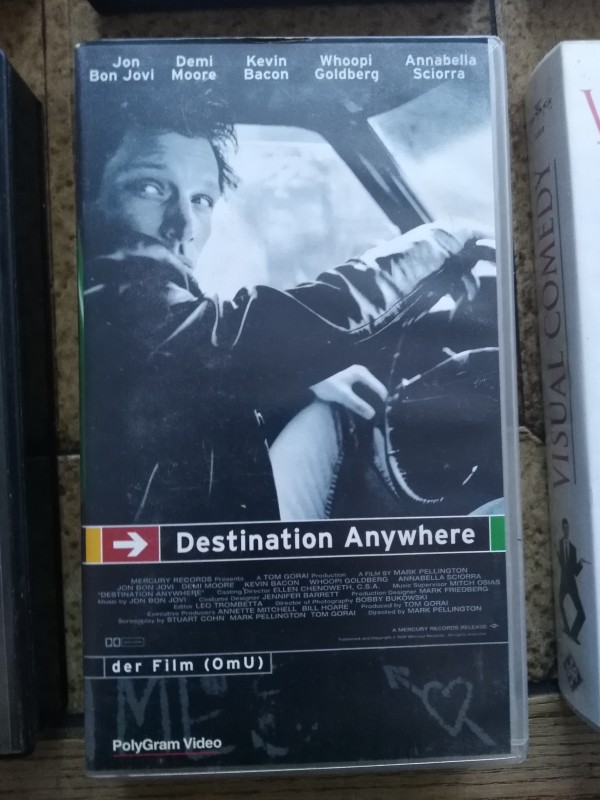 Jon Bon Jovi
Demi Moore
Kevin Bacon
Whoopi Goldberg
Annabella Sciorra
Destination Anywhere
MERCURY RECORDS Presents A TOM GORAI Production A FILM BY MARK PELLINGTON
JON BON JOVI DEMI MOORE KEVIN BACON WHOOPI GOLDBERG ANNABELLA SCIORRA
"DESTINATION ANYWHERE" Casting Director ELLEN CHENOWETH, C.S.A. Music Supervisor MITCH OSIAS
Music by JON BON JOVI Costume Designer JENNIFER BARRETT Production Designer MARK FRIEDBERG
Editor LEO TROMBETTA Director of Photography BOBBY BUKOWSKI
Executive Producers ANNETTE MITCHELL BILL HOARE Produced by TOM GORAI
Screenplay by STUART COHN MARK PELLINGTON TOM GORAI Directed by MARK PELLINGTON
A MERCURY RECORDS RELEASE
der Film (OmU)
PolyGram Video
VISUAL COMEDY